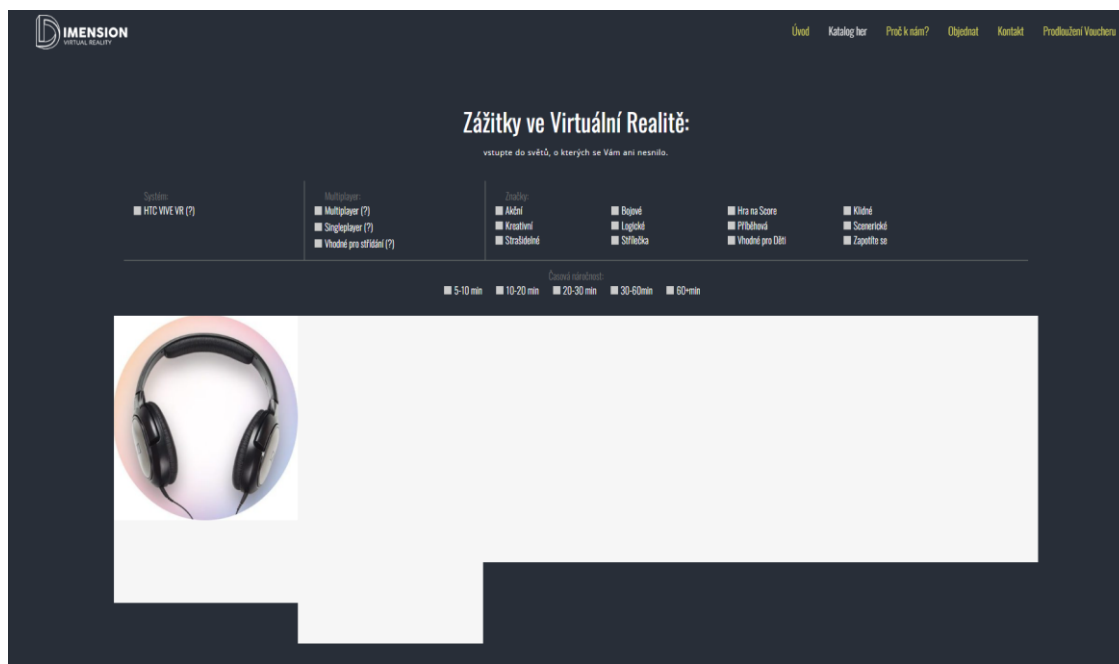 DIMENSION
VIRTUAL REALITY
Úvod Katalog her Proč k nám? Objednat Kontakt Prodloužení Voucheru
Zážitky ve Virtuální Realitě:
vstupte do světů, o kterých se Vám ani nesnilo.
Systém:
HTC VIVE VR (?)
Multiplayer:
Multiplayer (?)
Singleplayer (?)
Vhodné pro střídání (?)
Značky:
Akční Bojové Hra na Score Klidné
Kreativní Logické Příběhová Scenerické
Strašidelné Střílečka Vhodné pro Děti Zapotíte se
Časová náročnost:
5-10 min 10-20 min 20-30 min 30-60min 60+min